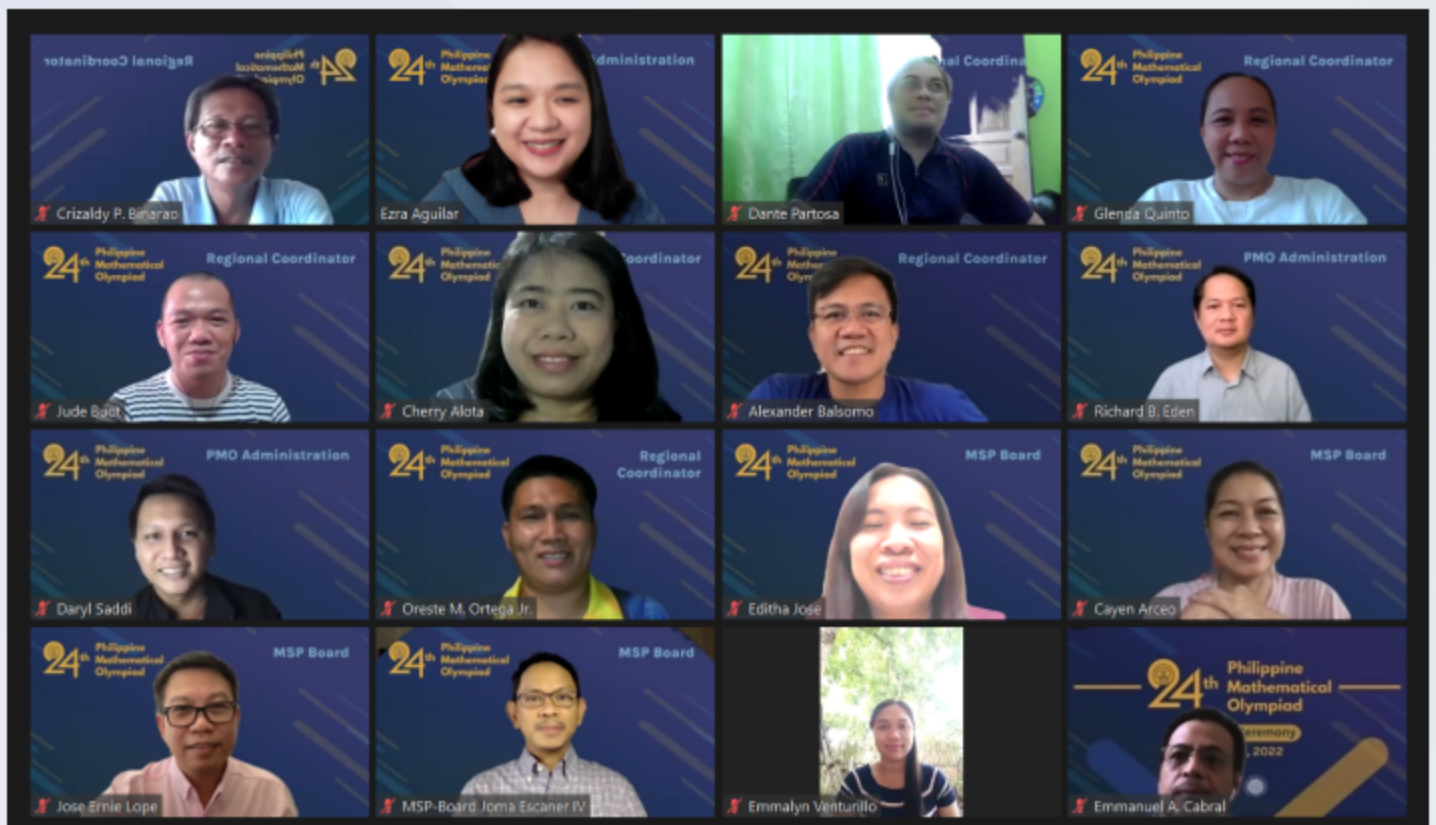 Regional Coordinator
24th Philippine
Mathematical
Olympiad
Crizaldy P. Binarao
24th Philippine
Olympiad
Administration
Ezra Aguilar
Dante Partosa
24th Philippine
Mathematical
Olympiad
Regional Coordinator
Glenda Quinto
24th Philippine
Mathematical
Olympiad
Regional Coordinator
Jude Buot
24th Philippine
Olympiad
Coordinator
Cherry Alota
24th Philippine
Regional Coordinator
Alexander Balsomo
24th Philippine
Mathematical
Olympiad
PMO Administration
Richard B. Eden
24th Philippine
Mathematical
Olympiad
PMO Administration
Daryl Saddi
24th Philippine
Mathematical
Olympiad
Regional
Coordinator
Oreste M. Ortega Jr.
24th Philippine
Mathematical
Olympiad
MSP Board
Editha Jose
24th Philippine
Mathematical
Olympiad
MSP Board
Cayen Arceo
24th Philippine
Mathematical
Olympiad
MSP Board
Jose Ernie Lope
24th Philippine
Mathematical
Olympiad
MSP Board
MSP-Board Joma Escaner IV
Emmalyn Venturillo
24th Philippine
Mathematical
Olympiad
Ceremony
, 2022
Emmanuel A. Cabral